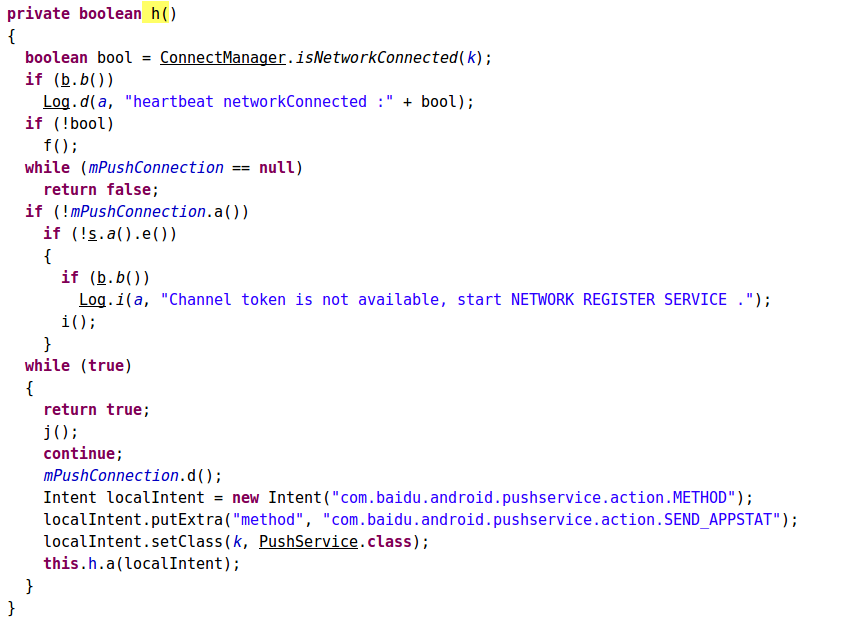 private boolean h()
{
  boolean bool = ConnectManager.isNetworkConnected(k);
  if (b.b())
    Log.d(a, "heartbeat networkConnected :" + bool);
  if (!bool)
    f();
  while (mPushConnection == null)
    return false;
  if (!mPushConnection.a())
    if (!s.a().e())
    {
      if (b.b())
        Log.i(a, "Channel token is not available, start NETWORK REGISTER SERVICE .");
      i();
    }
  while (true)
  {
    return true;
    j();
    continue;
    mPushConnection.d();
    Intent localIntent = new Intent("com.baidu.android.pushservice.action.METHOD");
    localIntent.putExtra("method", "com.baidu.android.pushservice.action.SEND_APPSTAT");
    localIntent.setClass(k, PushService.class);
    this.h.a(localIntent);
  }
}